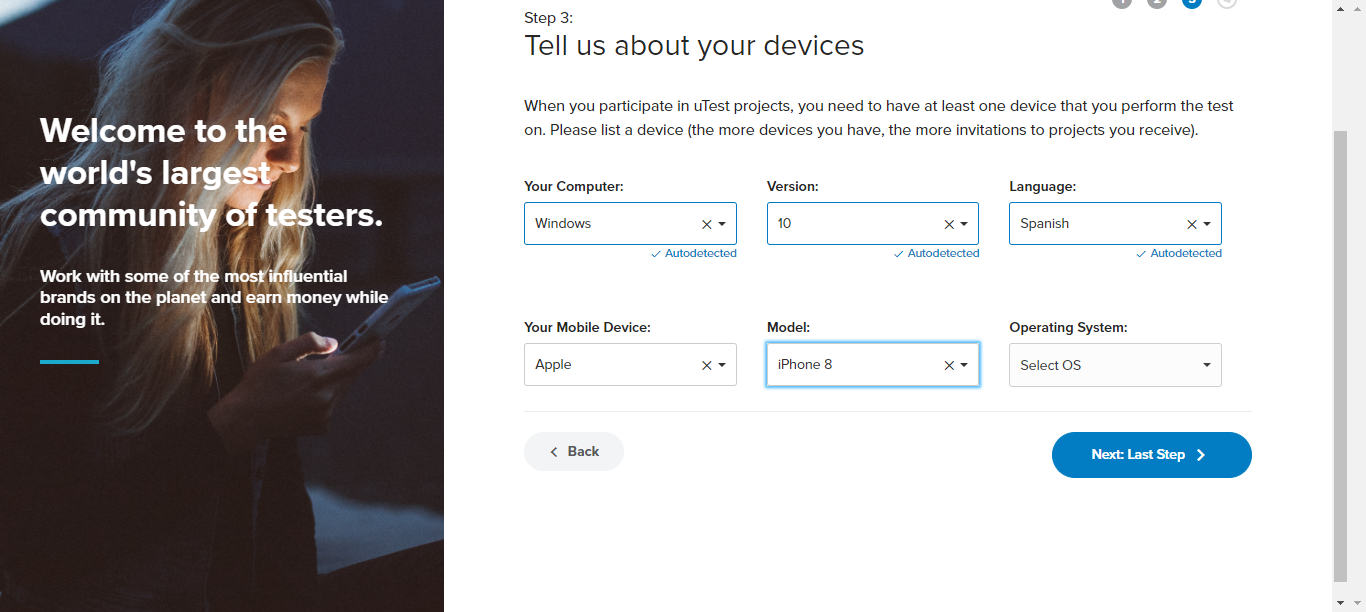 Welcome to the
world's largest
community of testers.
Work with some of the most influential
brands on the planet and earn money while
doing it.
Step 3:
Tell us about your devices
When you participate in uTest projects, you need to have at least one device that you perform the test
on. Please list a device (the more devices you have, the more invitations to projects you receive).
Your Computer: Version: Language:
Windows 10 Spanish
Autodetected Autodetected Autodetected
Your Mobile Device: Model: Operating System:
Apple iPhone 8 Select OS
Back Next: Last Step